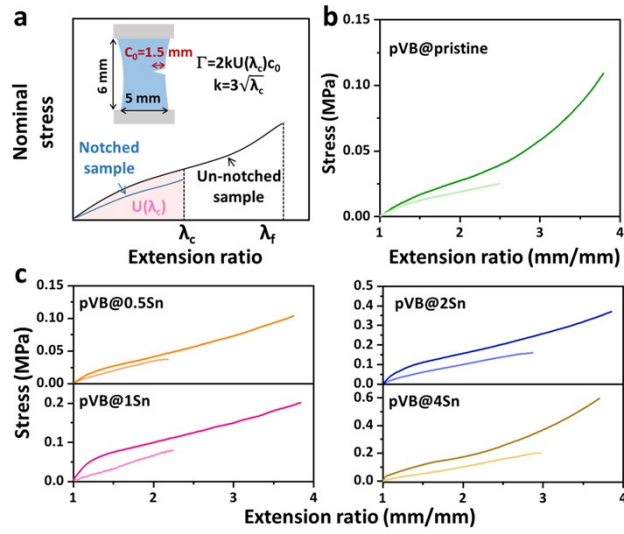 a
Nominal stress
6 mm
C₀=1.5 mm
5 mm
Γ=2kU(λc)c₀
k=3√λc
Notched sample
Un-notched sample
U(λc)
λc
λf
Extension ratio
b
pVB@pristine
Stress (MPa)
0.10
0.05
0.00
1
2
3
4
Extension ratio (mm/mm)
c
Stress (MPa)
pVB@0.5Sn
0.15
0.10
0.05
0.00
pVB@1Sn
0.2
0.1
0.0
1
2
3
4
pVB@2Sn
0.5
0.4
0.3
0.2
0.1
0.0
pVB@4Sn
0.6
0.4
0.2
0.0
1
2
3
4
Extension ratio (mm/mm)